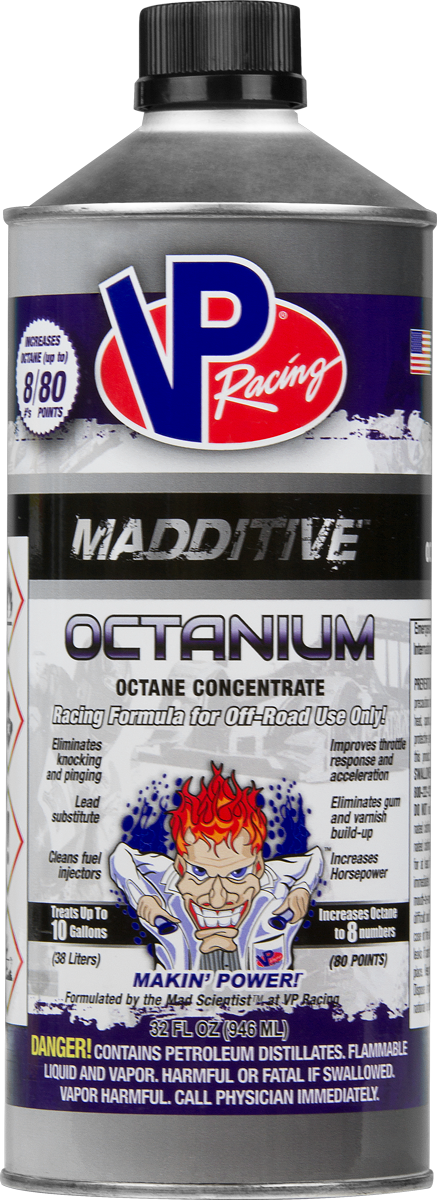 VP
Racing
®
INCREASES
OCTANE (up to)
8/80
#'s POINTS
MADDITIVE
OCTANIUM
OCTANE CONCENTRATE
Racing Formula for Off-Road Use Only!
Eliminates
knocking
and pinging
Lead
substitute
Cleans fuel
injectors
Treats Up To
10 Gallons
(38 Liters)
Improves throttle
response and
acceleration
Eliminates gum
and varnish
build-up
Increases
Horsepower
Increases Octane
to 8 numbers
(80 POINTS)
VP
™
MAKIN' POWER!
Formulated by the Mad Scientist™ at VP Racing
32 FL OZ (946 ML)
DANGER! CONTAINS PETROLEUM DISTILLATES. FLAMMABLE
LIQUID AND VAPOR. HARMFUL OR FATAL IF SWALLOWED.
VAPOR HARMFUL. CALL PHYSICIAN IMMEDIATELY.